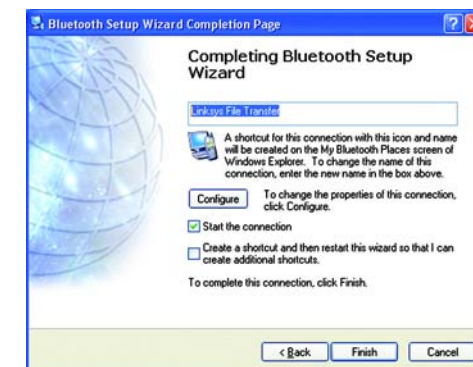 Bluetooth Setup Wizard Completion Page
Completing Bluetooth Setup
Wizard
Linksys File Transfer
A shortcut for this connection with this icon and name
will be created on the My Bluetooth Places screen of
Windows Explorer. To change the name of this
connection, enter the new name in the box above.
Configure
To change the properties of this connection,
click Configure.
Start the connection
Create a shortcut and then restart this wizard so that I can
create additional shortcuts.
To complete this connection, click Finish.
< Back
Finish
Cancel